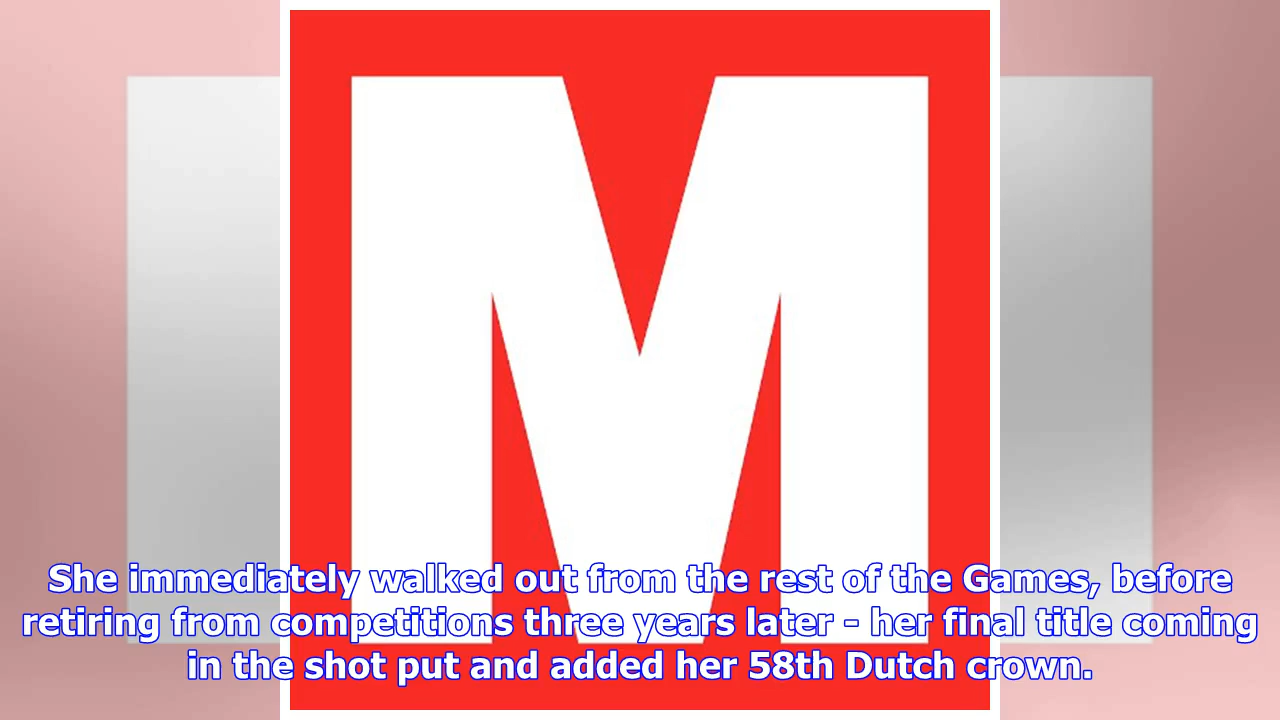 M
She immediately walked out from the rest of the Games, before
retiring from competitions three years later - her final title coming
in the shot put and added her 58th Dutch crown.